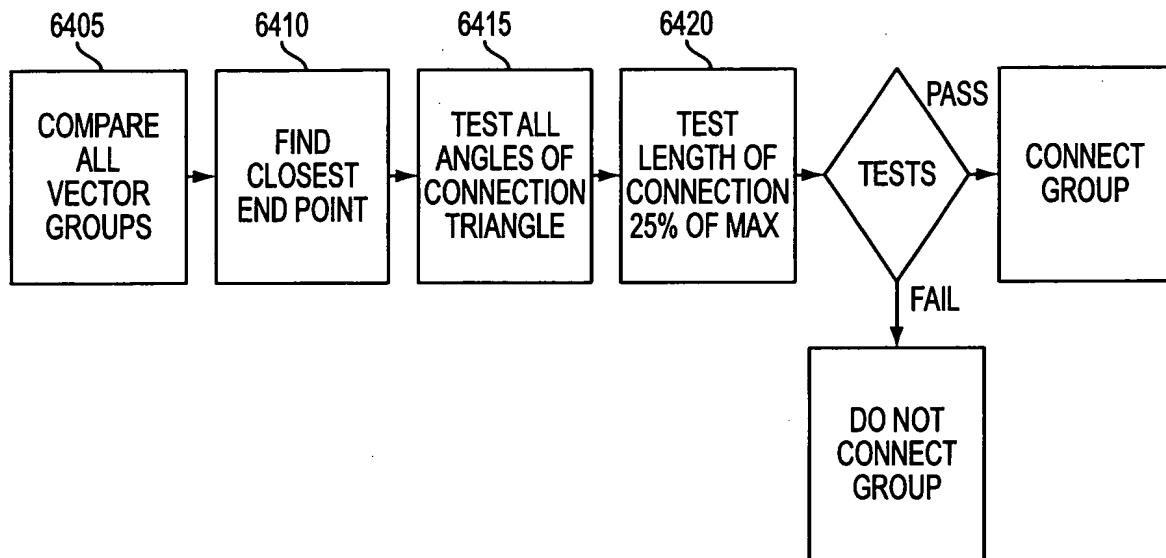 6405
6410
6415
6420
COMPARE
ALL
VECTOR
GROUPS
FIND
CLOSEST
END POINT
TEST ALL
ANGLES OF
CONNECTION
TRIANGLE
TEST
LENGTH OF
CONNECTION
25% OF MAX
TESTS
PASS
CONNECT
GROUP
FAIL
DO NOT
CONNECT
GROUP